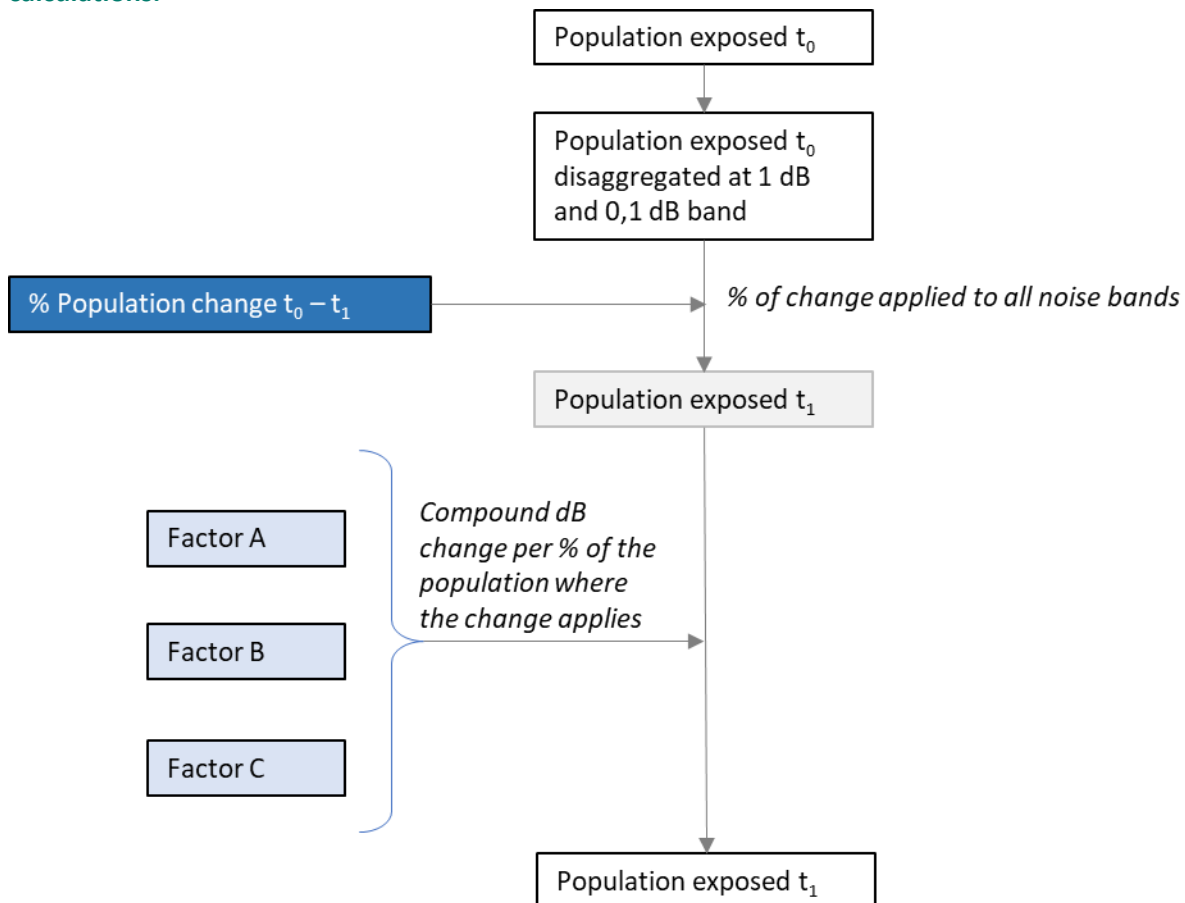 calculations.
Population exposed t₀
Population exposed t₀
disaggregated at 1 dB
and 0,1 dB band
% Population change t₀ – t₁
% of change applied to all noise bands
Population exposed t₁
Compound dB
change per % of the
population where
the change applies
Factor A
Factor B
Factor C
Population exposed t₁